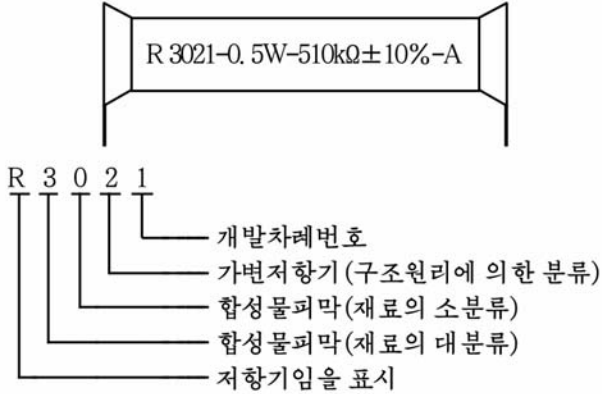 R 3021-0.5W-510kΩ±10%-A
R 3 0 2 1
개발차례번호
가변저항기(구조원리에 의한 분류)
합성물피막(재료의 소분류)
합성물피막(재료의 대분류)
저항기임을 표시